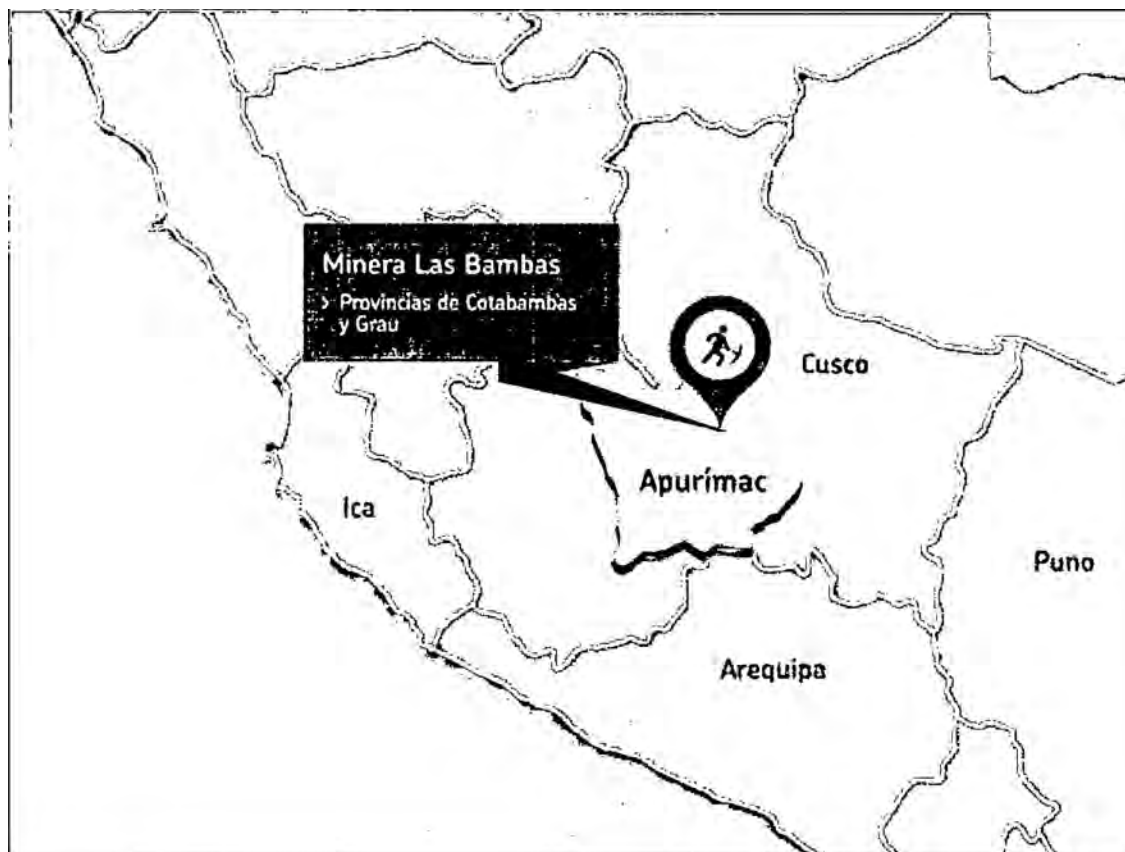 Minera Las Bambas
> Provincias de Cotabambas
y Grau
Cusco
Apurímac
Ica
Puno
Arequipa